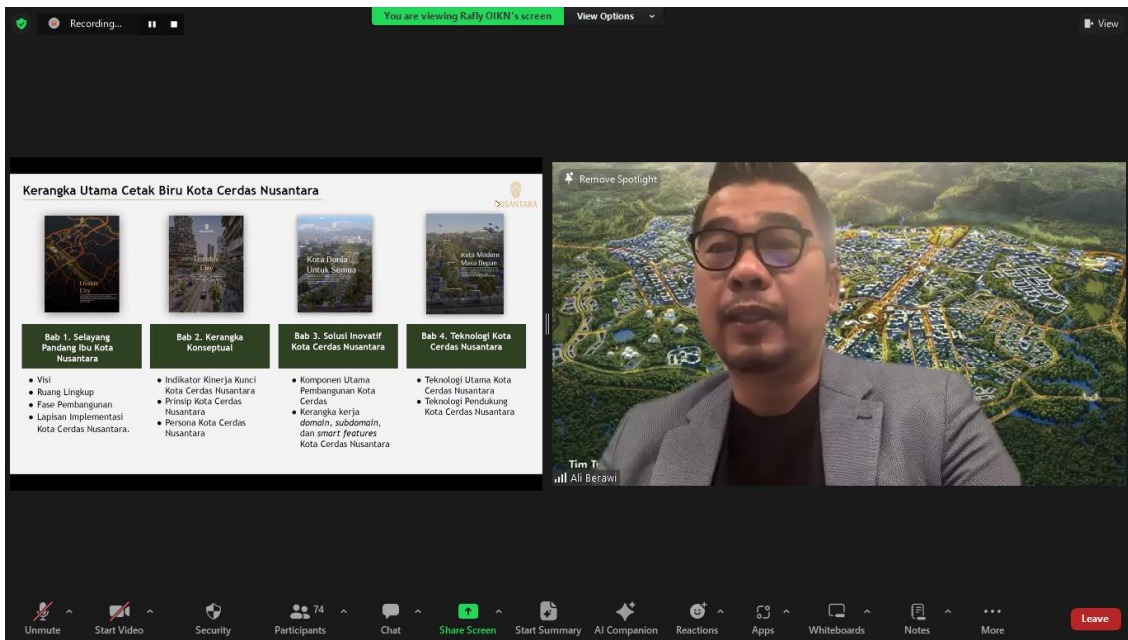 Recording...
You are viewing Rafly OIKN's screen
View Options
View
Kerangka Utama Cetak Biru Kota Cerdas Nusantara
NUSANTARA
Livable
City
Livable
City
Kota Dunia
Untuk Semua
Kota Modern
Masa Depan
Bab 1. Selayang
Pandang Ibu Kota
Nusantara
Visi
Ruang Lingkup
Fase Pembangunan
Lapisan Implementasi
Kota Cerdas Nusantara.
Bab 2. Kerangka
Konseptual
Indikator Kinerja Kunci
Kota Cerdas Nusantara
Prinsip Kota Cerdas
Nusantara
Persona Kota Cerdas
Nusantara
Bab 3. Solusi Inovatif
Kota Cerdas Nusantara
Komponen Utama
Pembangunan Kota
Cerdas
Kerangka kerja
domain, subdomain,
dan smart features
Kota Cerdas Nusantara
Bab 4. Teknologi Kota
Cerdas Nusantara
Teknologi Utama Kota
Cerdas Nusantara
Teknologi Pendukung
Kota Cerdas Nusantara
Remove Spotlight
Tim
Ali Berawi
74
Unmute
Start Video
Security
Participants
Chat
Share Screen
Start Summary
AI Companion
Reactions
Apps
Whiteboards
Notes
More
Leave